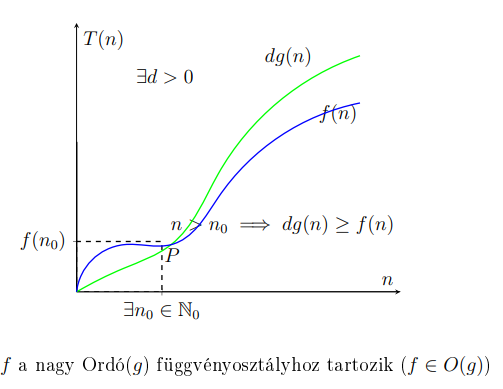 T(n)
dg(n)
∃d > 0
f(n)
n > n₀ ⟹ dg(n) ≥ f(n)
f(n₀)
P
n
∃n₀ ∈ ℕ₀
f a nagy Ordó(g) függvényosztályhoz tartozik (f ∈ O(g))